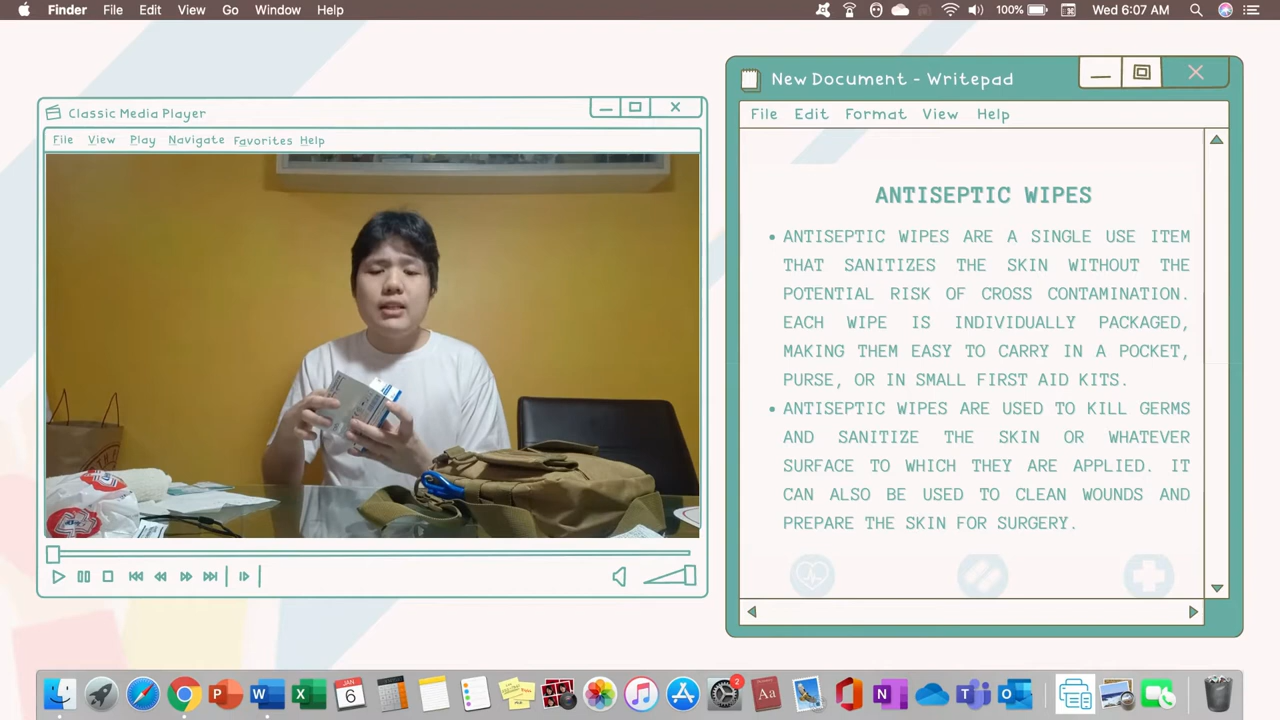 Finder File Edit View Go Window Help 100% Wed 6:07 AM
New Document - Writepad
File Edit Format View Help
Classic Media Player
File View Play Navigate Favorites Help
ANTISEPTIC WIPES
• ANTISEPTIC WIPES ARE A SINGLE USE ITEM
THAT SANITIZES THE SKIN WITHOUT THE
POTENTIAL RISK OF CROSS CONTAMINATION.
EACH WIPE IS INDIVIDUALLY PACKAGED,
MAKING THEM EASY TO CARRY IN A POCKET,
PURSE, OR IN SMALL FIRST AID KITS.
• ANTISEPTIC WIPES ARE USED TO KILL GERMS
AND SANITIZE THE SKIN OR WHATEVER
SURFACE TO WHICH THEY ARE APPLIED. IT
CAN ALSO BE USED TO CLEAN WOUNDS AND
PREPARE THE SKIN FOR SURGERY.
JAN
6
2
Aa